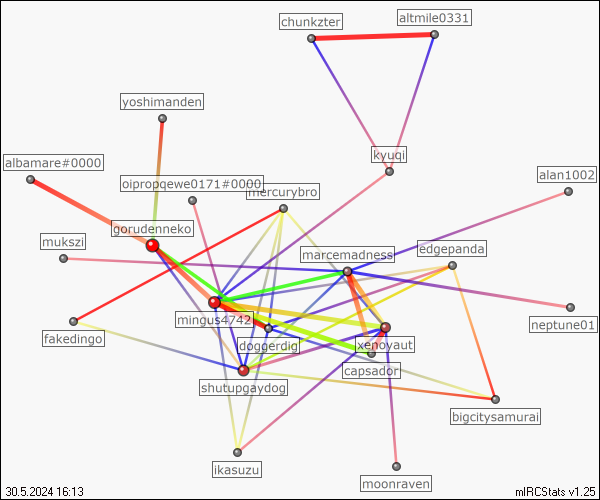 altmile0331
chunkzter
yoshimanden
kyuqi
albamare#0000
alan1002
oipropqewe0171#0000
mercurybro
gorudenneko
mukszi
edgepanda
marcemadness
mingus4742
neptune01
fakedingo
doggerdig
xenoyaut
capsador
shutupgaydog
bigcitysamurai
ikasuzu
moonraven
30.5.2024 16:13
mIRCStats v1.25